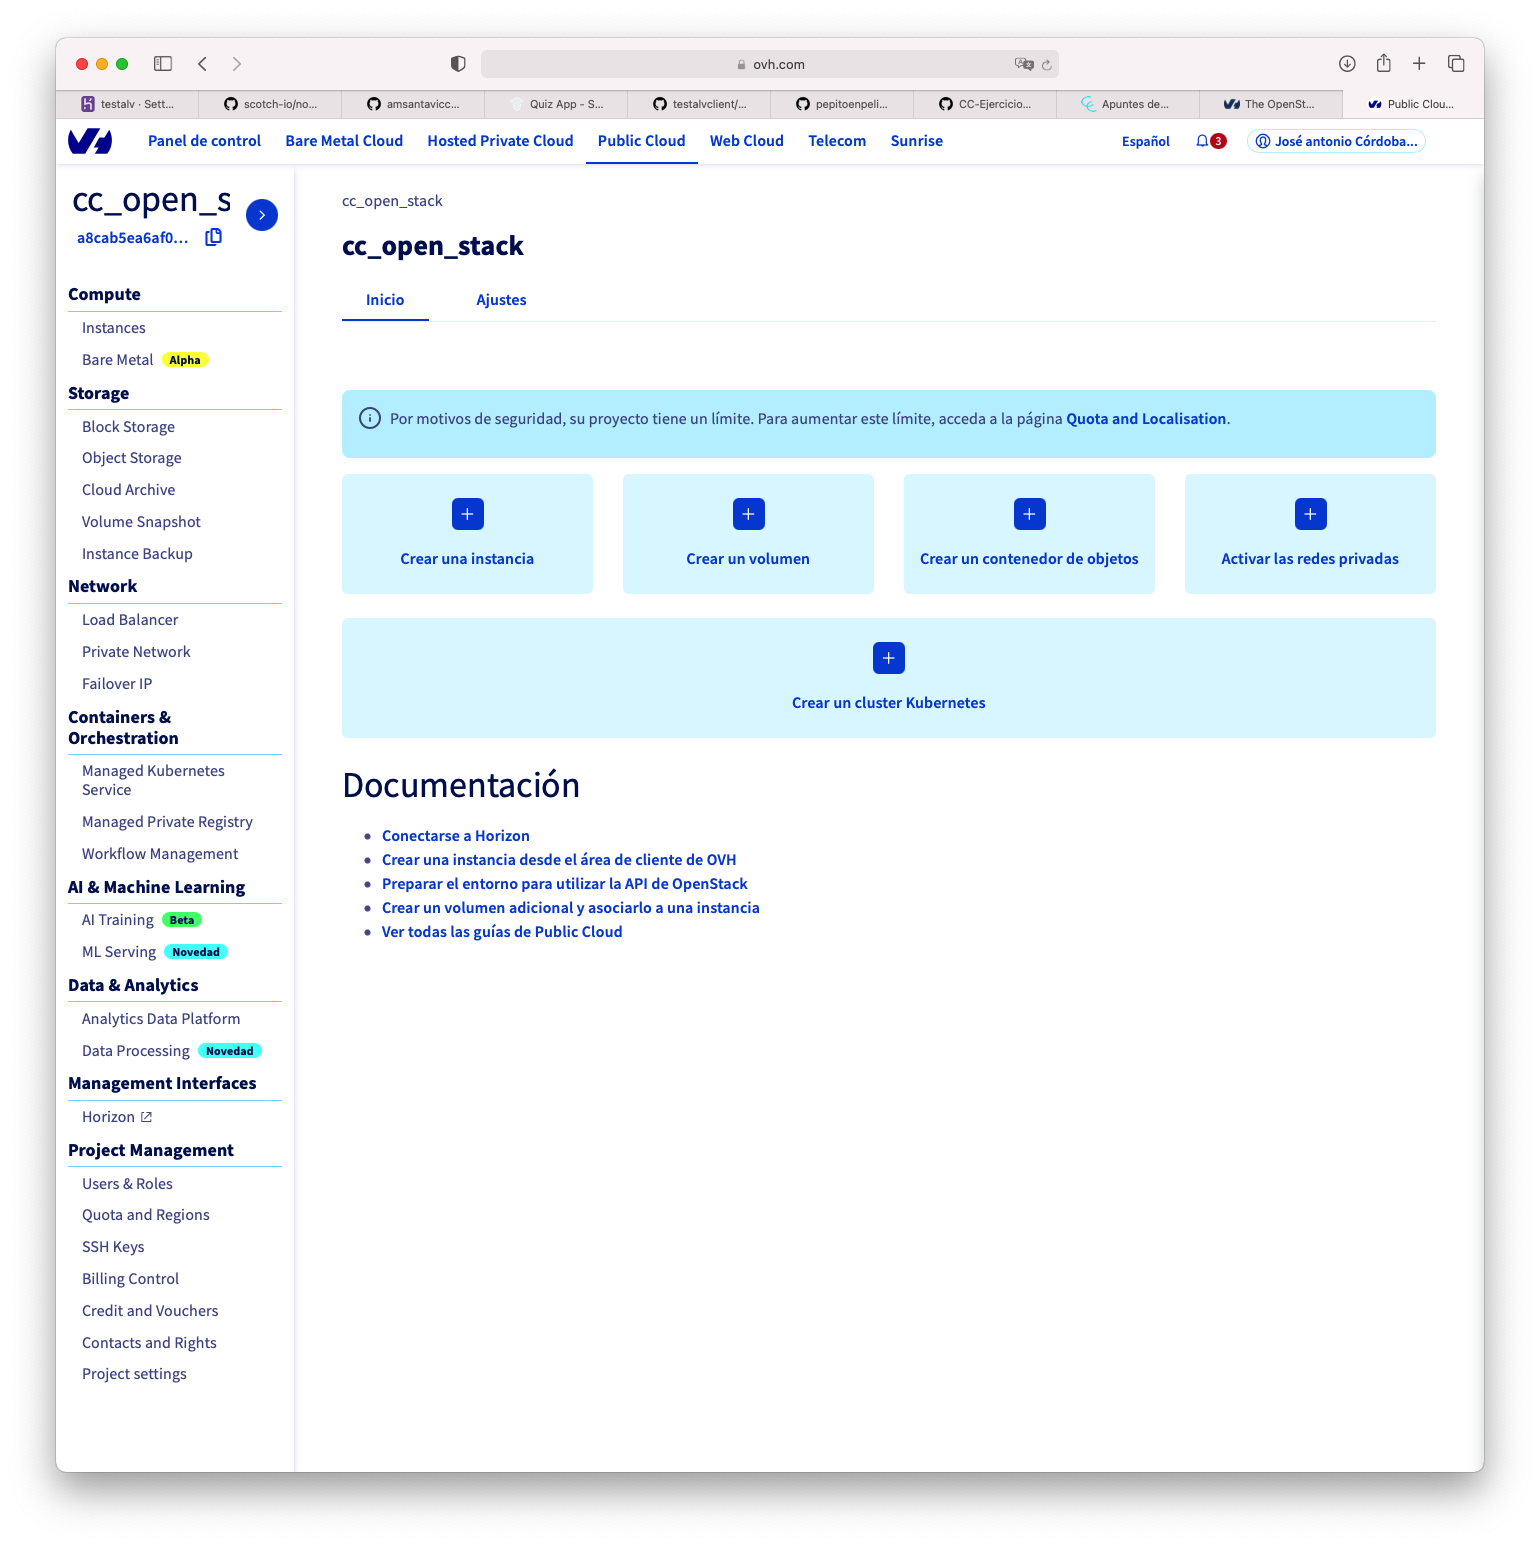 ovh.com
testalv · Sett...
scotch-io/no...
amsantavicc...
Quiz App - S...
testalvclient/...
pepitoenpeli...
CC-Ejercicio...
Apuntes de...
The OpenSt...
Public Clou...
Panel de control
Bare Metal Cloud
Hosted Private Cloud
Public Cloud
Web Cloud
Telecom
Sunrise
Español
3
José antonio Córdoba...
cc_open_s
a8cab5ea6af0...
Compute
Instances
Bare Metal Alpha
Storage
Block Storage
Object Storage
Cloud Archive
Volume Snapshot
Instance Backup
Network
Load Balancer
Private Network
Failover IP
Containers &
Orchestration
Managed Kubernetes
Service
Managed Private Registry
Workflow Management
AI & Machine Learning
AI Training Beta
ML Serving Novedad
Data & Analytics
Analytics Data Platform
Data Processing Novedad
Management Interfaces
Horizon
Project Management
Users & Roles
Quota and Regions
SSH Keys
Billing Control
Credit and Vouchers
Contacts and Rights
Project settings
cc_open_stack
cc_open_stack
Inicio
Ajustes
Por motivos de seguridad, su proyecto tiene un límite. Para aumentar este límite, acceda a la página Quota and Localisation.
Crear una instancia
Crear un volumen
Crear un contenedor de objetos
Activar las redes privadas
Crear un cluster Kubernetes
Documentación
Conectarse a Horizon
Crear una instancia desde el área de cliente de OVH
Preparar el entorno para utilizar la API de OpenStack
Crear un volumen adicional y asociarlo a una instancia
Ver todas las guías de Public Cloud